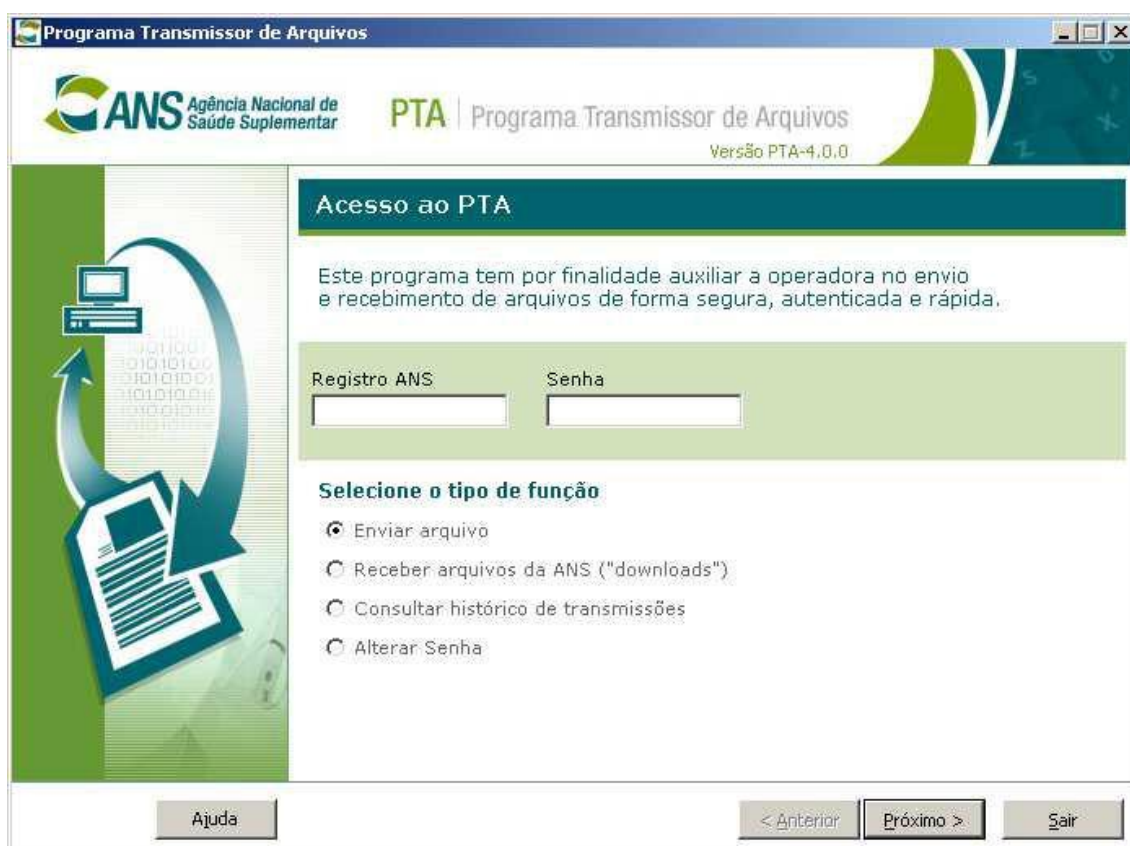 Programa Transmissor de Arquivos
ANS Agência Nacional de
Saúde Suplementar
PTA | Programa Transmissor de Arquivos
Versão PTA-4.0.0
Acesso ao PTA
Este programa tem por finalidade auxiliar a operadora no envio
e recebimento de arquivos de forma segura, autenticada e rápida.
Registro ANS Senha
Selecione o tipo de função
Enviar arquivo
Receber arquivos da ANS ("downloads")
Consultar histórico de transmissões
Alterar Senha
Ajuda < Anterior Próximo > Sair